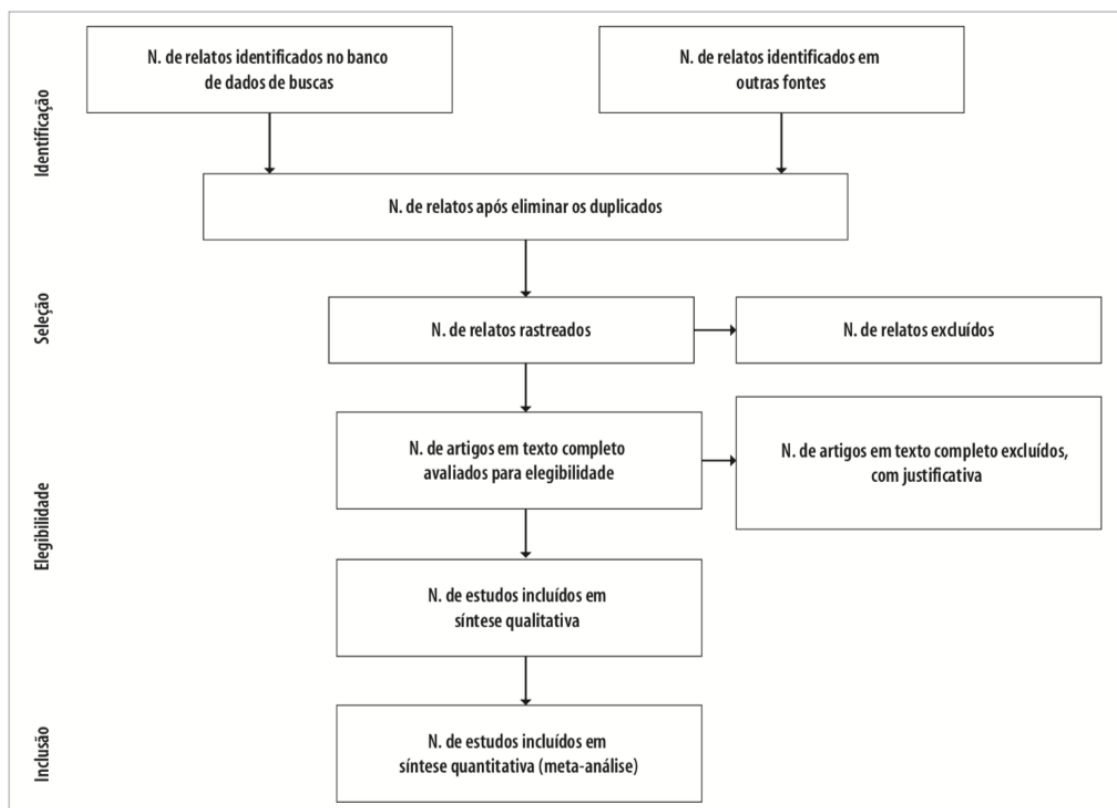 Identificação
N. de relatos identificados no banco
de dados de buscas
N. de relatos identificados em
outras fontes
N. de relatos após eliminar os duplicados
Seleção
N. de relatos rastreados
N. de relatos excluídos
Elegibilidade
N. de artigos em texto completo
avaliados para elegibilidade
N. de artigos em texto completo excluídos,
com justificativa
N. de estudos incluídos em
síntese qualitativa
Inclusão
N. de estudos incluídos em
síntese quantitativa (meta-análise)